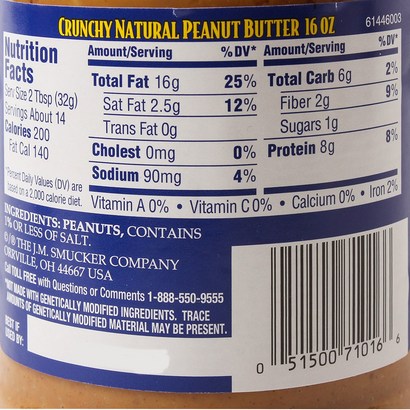 CRUNCHY NATURAL PEANUT BUTTER 16 OZ
61446003
Nutrition
Facts
Serv Size 2 Tbsp (32g)
Servings About 14
Calories 200
Fat Cal 140
*Percent Daily Values (DV) are
based on a 2,000 calorie diet.
Amount/Serving %DV*
Total Fat 16g 25%
Sat Fat 2.5g 12%
Trans Fat 0g
Cholest 0mg 0%
Sodium 90mg 4%
Amount/Serving %DV*
Total Carb 6g 2%
Fiber 2g 9%
Sugars 1g
Protein 8g 8%
Vitamin A 0% • Vitamin C 0% • Calcium 0% • Iron 2%
INGREDIENTS: PEANUTS, CONTAINS
1% OR LESS OF SALT.
©/® THE J.M. SMUCKER COMPANY
ORRVILLE, OH 44667 USA
Call TOLL FREE with Questions or Comments 1-888-550-9555
*NOT MADE WITH GENETICALLY MODIFIED INGREDIENTS. TRACE
AMOUNTS OF GENETICALLY MODIFIED MATERIAL MAY BE PRESENT.
BEST IF
USED BY:
0 51500 71016 6